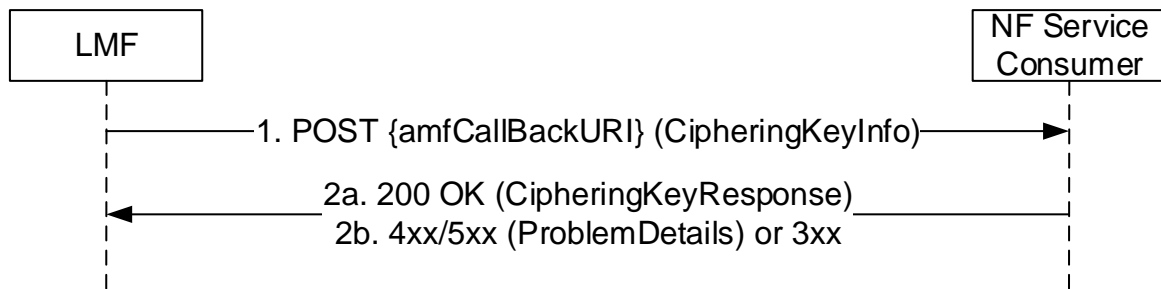 LMF
NF Service
Consumer
1. POST {amfCallBackURI} (CipheringKeyInfo)
2a. 200 OK (CipheringKeyResponse)
2b. 4xx/5xx (ProblemDetails) or 3xx